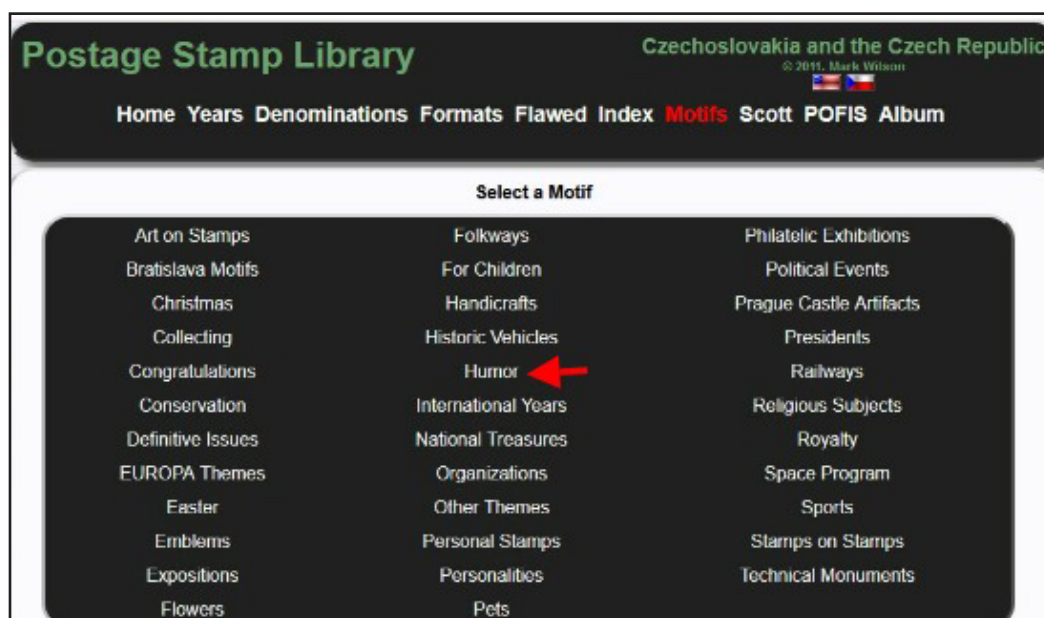 Postage Stamp Library
Czechoslovakia and the Czech Republic
© 2011, Mark Wilson
Home Years Denominations Formats Flawed Index Motifs Scott POFIS Album
Select a Motif
Art on Stamps Folkways Philatelic Exhibitions
Bratislava Motifs For Children Political Events
Christmas Handicrafts Prague Castle Artifacts
Collecting Historic Vehicles Presidents
Congratulations Humor Railways
Conservation International Years Religious Subjects
Definitive Issues National Treasures Royalty
EUROPA Themes Organizations Space Program
Easter Other Themes Sports
Emblems Personal Stamps Stamps on Stamps
Expositions Personalities Technical Monuments
Flowers Pets